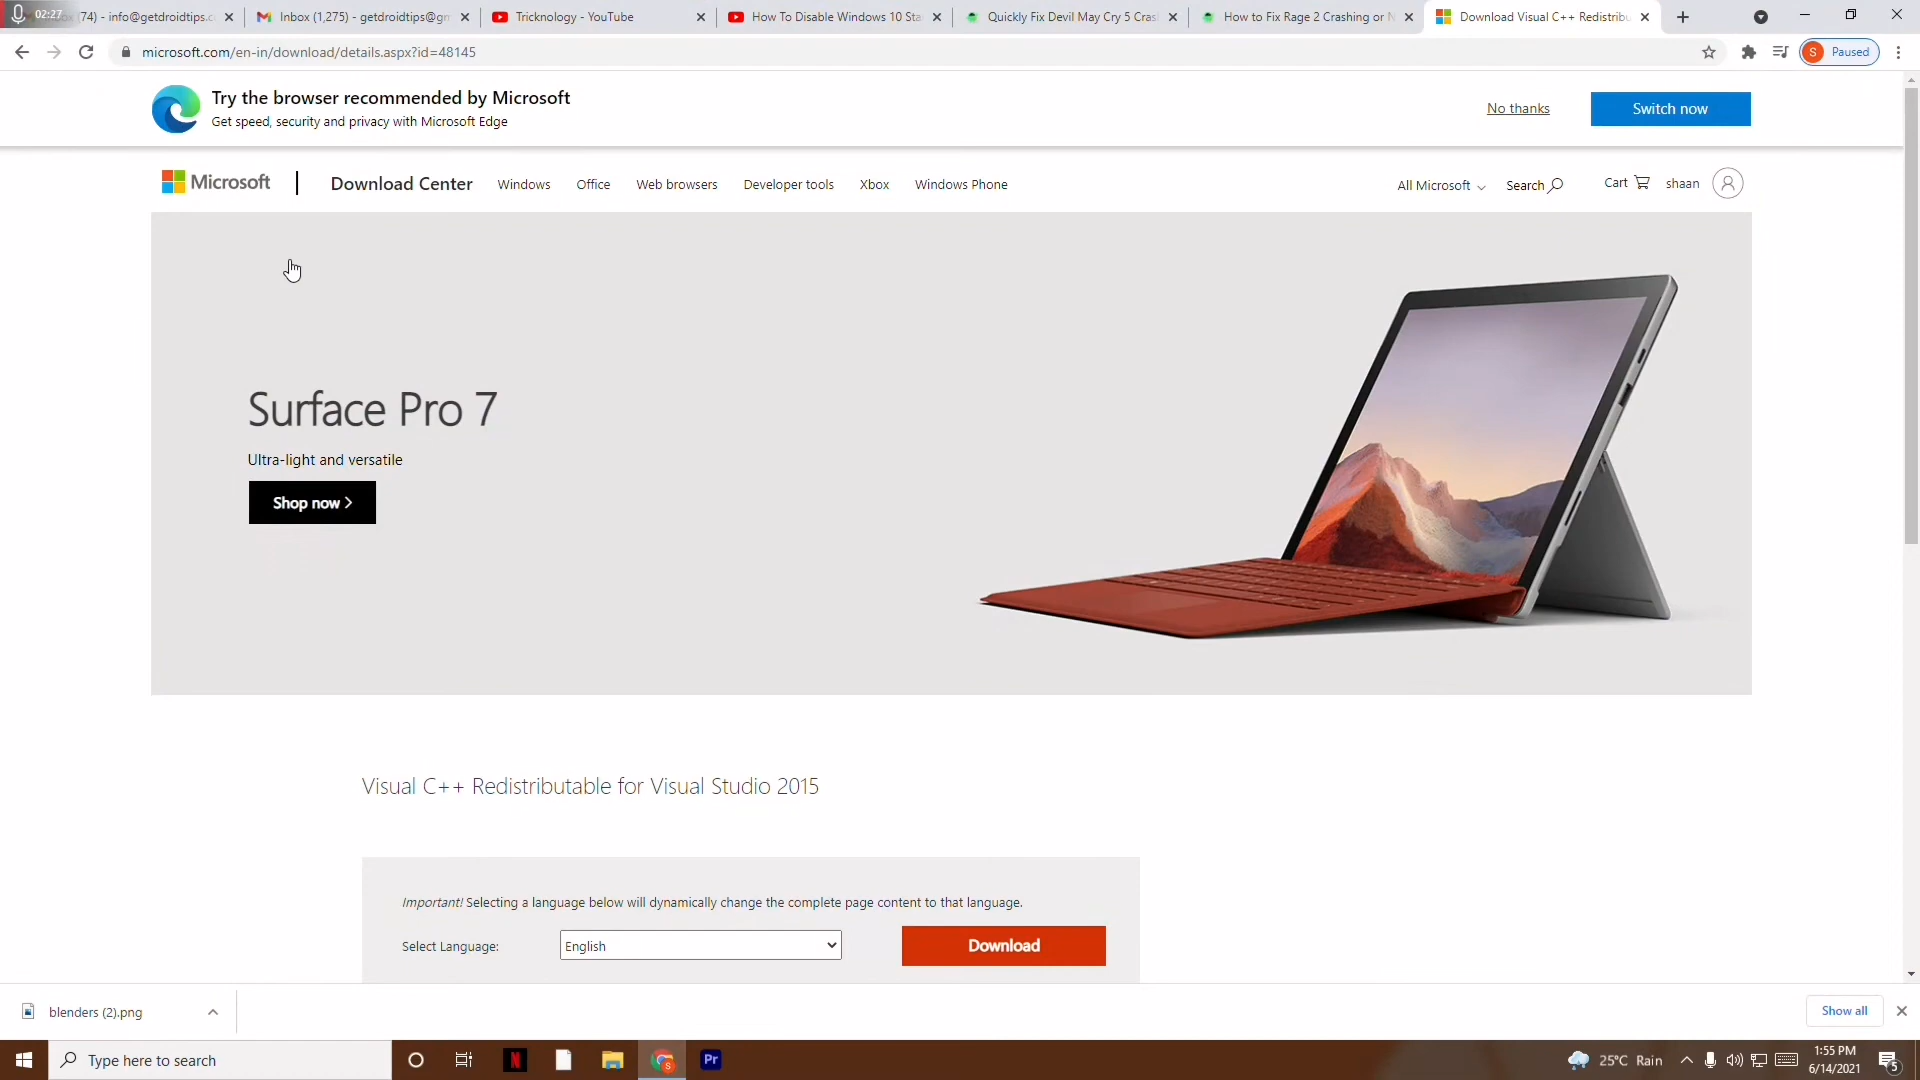 02:27
(74) - info@getdroidtips.c
Inbox (1,275) - getdroidtips@gm
Tricknology - YouTube
How To Disable Windows 10 Sta
Quickly Fix Devil May Cry 5 Cras
How to Fix Rage 2 Crashing or N
Download Visual C++ Redistribu
microsoft.com/en-in/download/details.aspx?id=48145
S Paused
Try the browser recommended by Microsoft
Get speed, security and privacy with Microsoft Edge
No thanks
Switch now
Microsoft
Download Center
Windows
Office
Web browsers
Developer tools
Xbox
Windows Phone
All Microsoft
Search
Cart
shaan
Surface Pro 7
Ultra-light and versatile
Shop now >
Visual C++ Redistributable for Visual Studio 2015
Important! Selecting a language below will dynamically change the complete page content to that language.
Select Language:
English
Download
blenders (2).png
Show all
Type here to search
N
S
Pr
25°C Rain
1:55 PM
6/14/2021
5